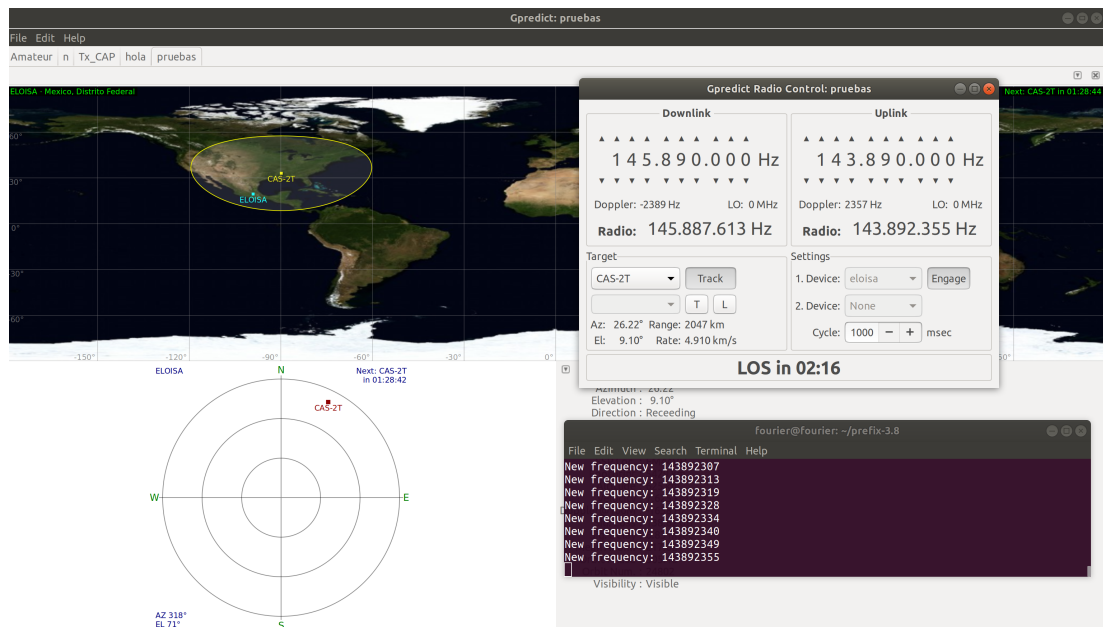 Gpredict: pruebas
File Edit Help
Amateur n Tx_CAP hola pruebas
ELOISA - Mexico, Distrito Federal
Next: CAS-2T in 01:28:44
60°
30°
0°
30°
60°
-150° -120° -90° -60° -30° 0°
CAS-2T
ELOISA
Gpredict Radio Control: pruebas
Downlink
145.890.000 Hz
Doppler: -2389 Hz LO: 0 MHz
Radio: 145.887.613 Hz
Uplink
143.890.000 Hz
Doppler: 2357 Hz LO: 0 MHz
Radio: 143.892.355 Hz
Target
CAS-2T Track
T L
Az: 26.22° Range: 2047 km
El: 9.10° Rate: 4.910 km/s
Settings
1. Device: eloisa Engage
2. Device: None
Cycle: 1000 − + msec
LOS in 02:16
ELOISA
Next: CAS-2T
in 01:28:42
N
CAS-2T
W
E
S
AZ 318°
EL 71°
Azimuth : 26.22
Elevation : 9.10°
Direction : Receeding
fourier@fourier: ~/prefix-3.8
File Edit View Search Terminal Help
New frequency: 143892307
New frequency: 143892313
New frequency: 143892319
New frequency: 143892328
New frequency: 143892334
New frequency: 143892340
New frequency: 143892349
New frequency: 143892355
Visibility : Visible